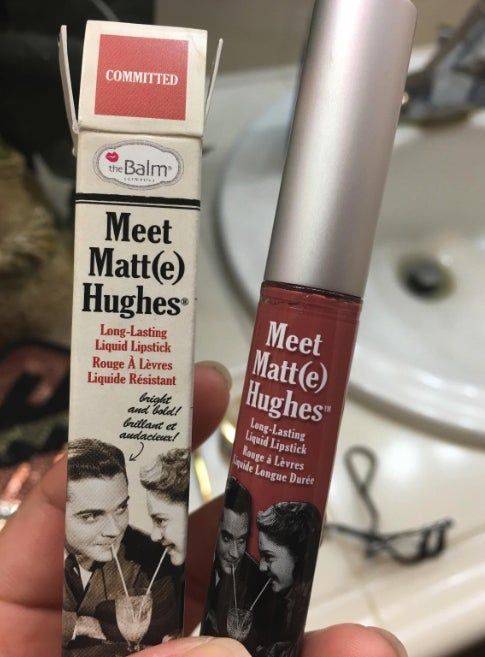 COMMITTED
the Balm®
cosmetics
Meet
Matt(e)
Hughes®
Long-Lasting
Liquid Lipstick
Rouge À Lèvres
Liquide Résistant
bright
and bold!
brillant et
audacieux!
Meet
Matt(e)
Hughes™
Long-Lasting
Liquid Lipstick
Rouge à Lèvres
Liquide Longue Durée